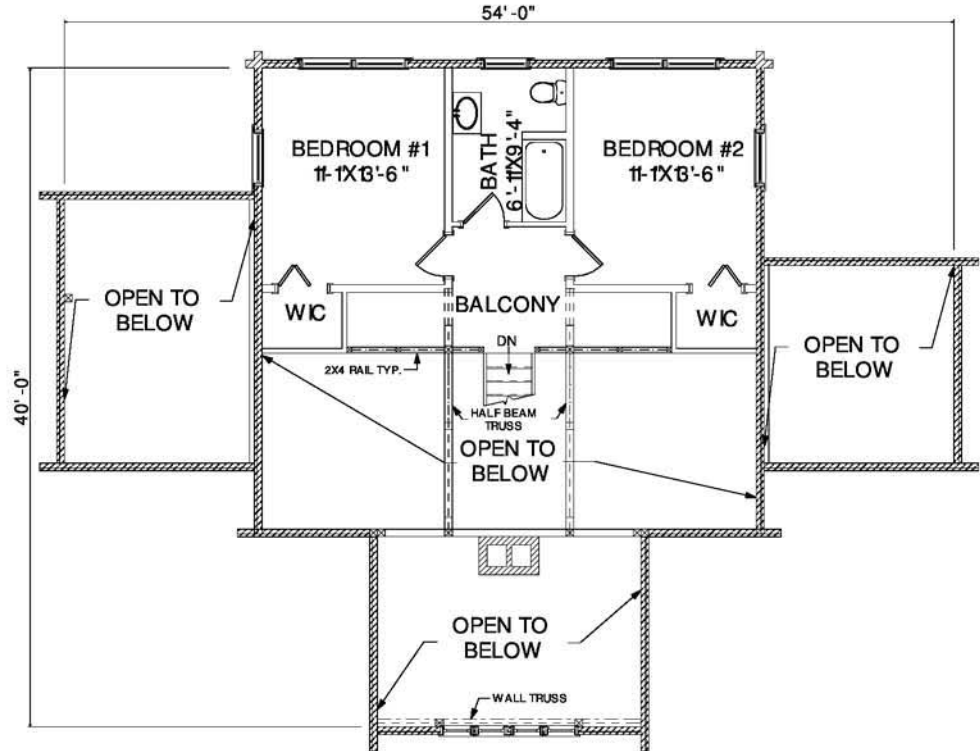 54'-0"
BEDROOM #1
11'-1"X13'-6"
BATH
6'-11"X9'-4"
BEDROOM #2
11'-1"X13'-6"
OPEN TO
BELOW
WIC
BALCONY
WIC
OPEN TO
BELOW
DN
2X4 RAIL TYP.
40'-0"
HALF BEAM
TRUSS
OPEN TO
BELOW
OPEN TO
BELOW
WALL TRUSS